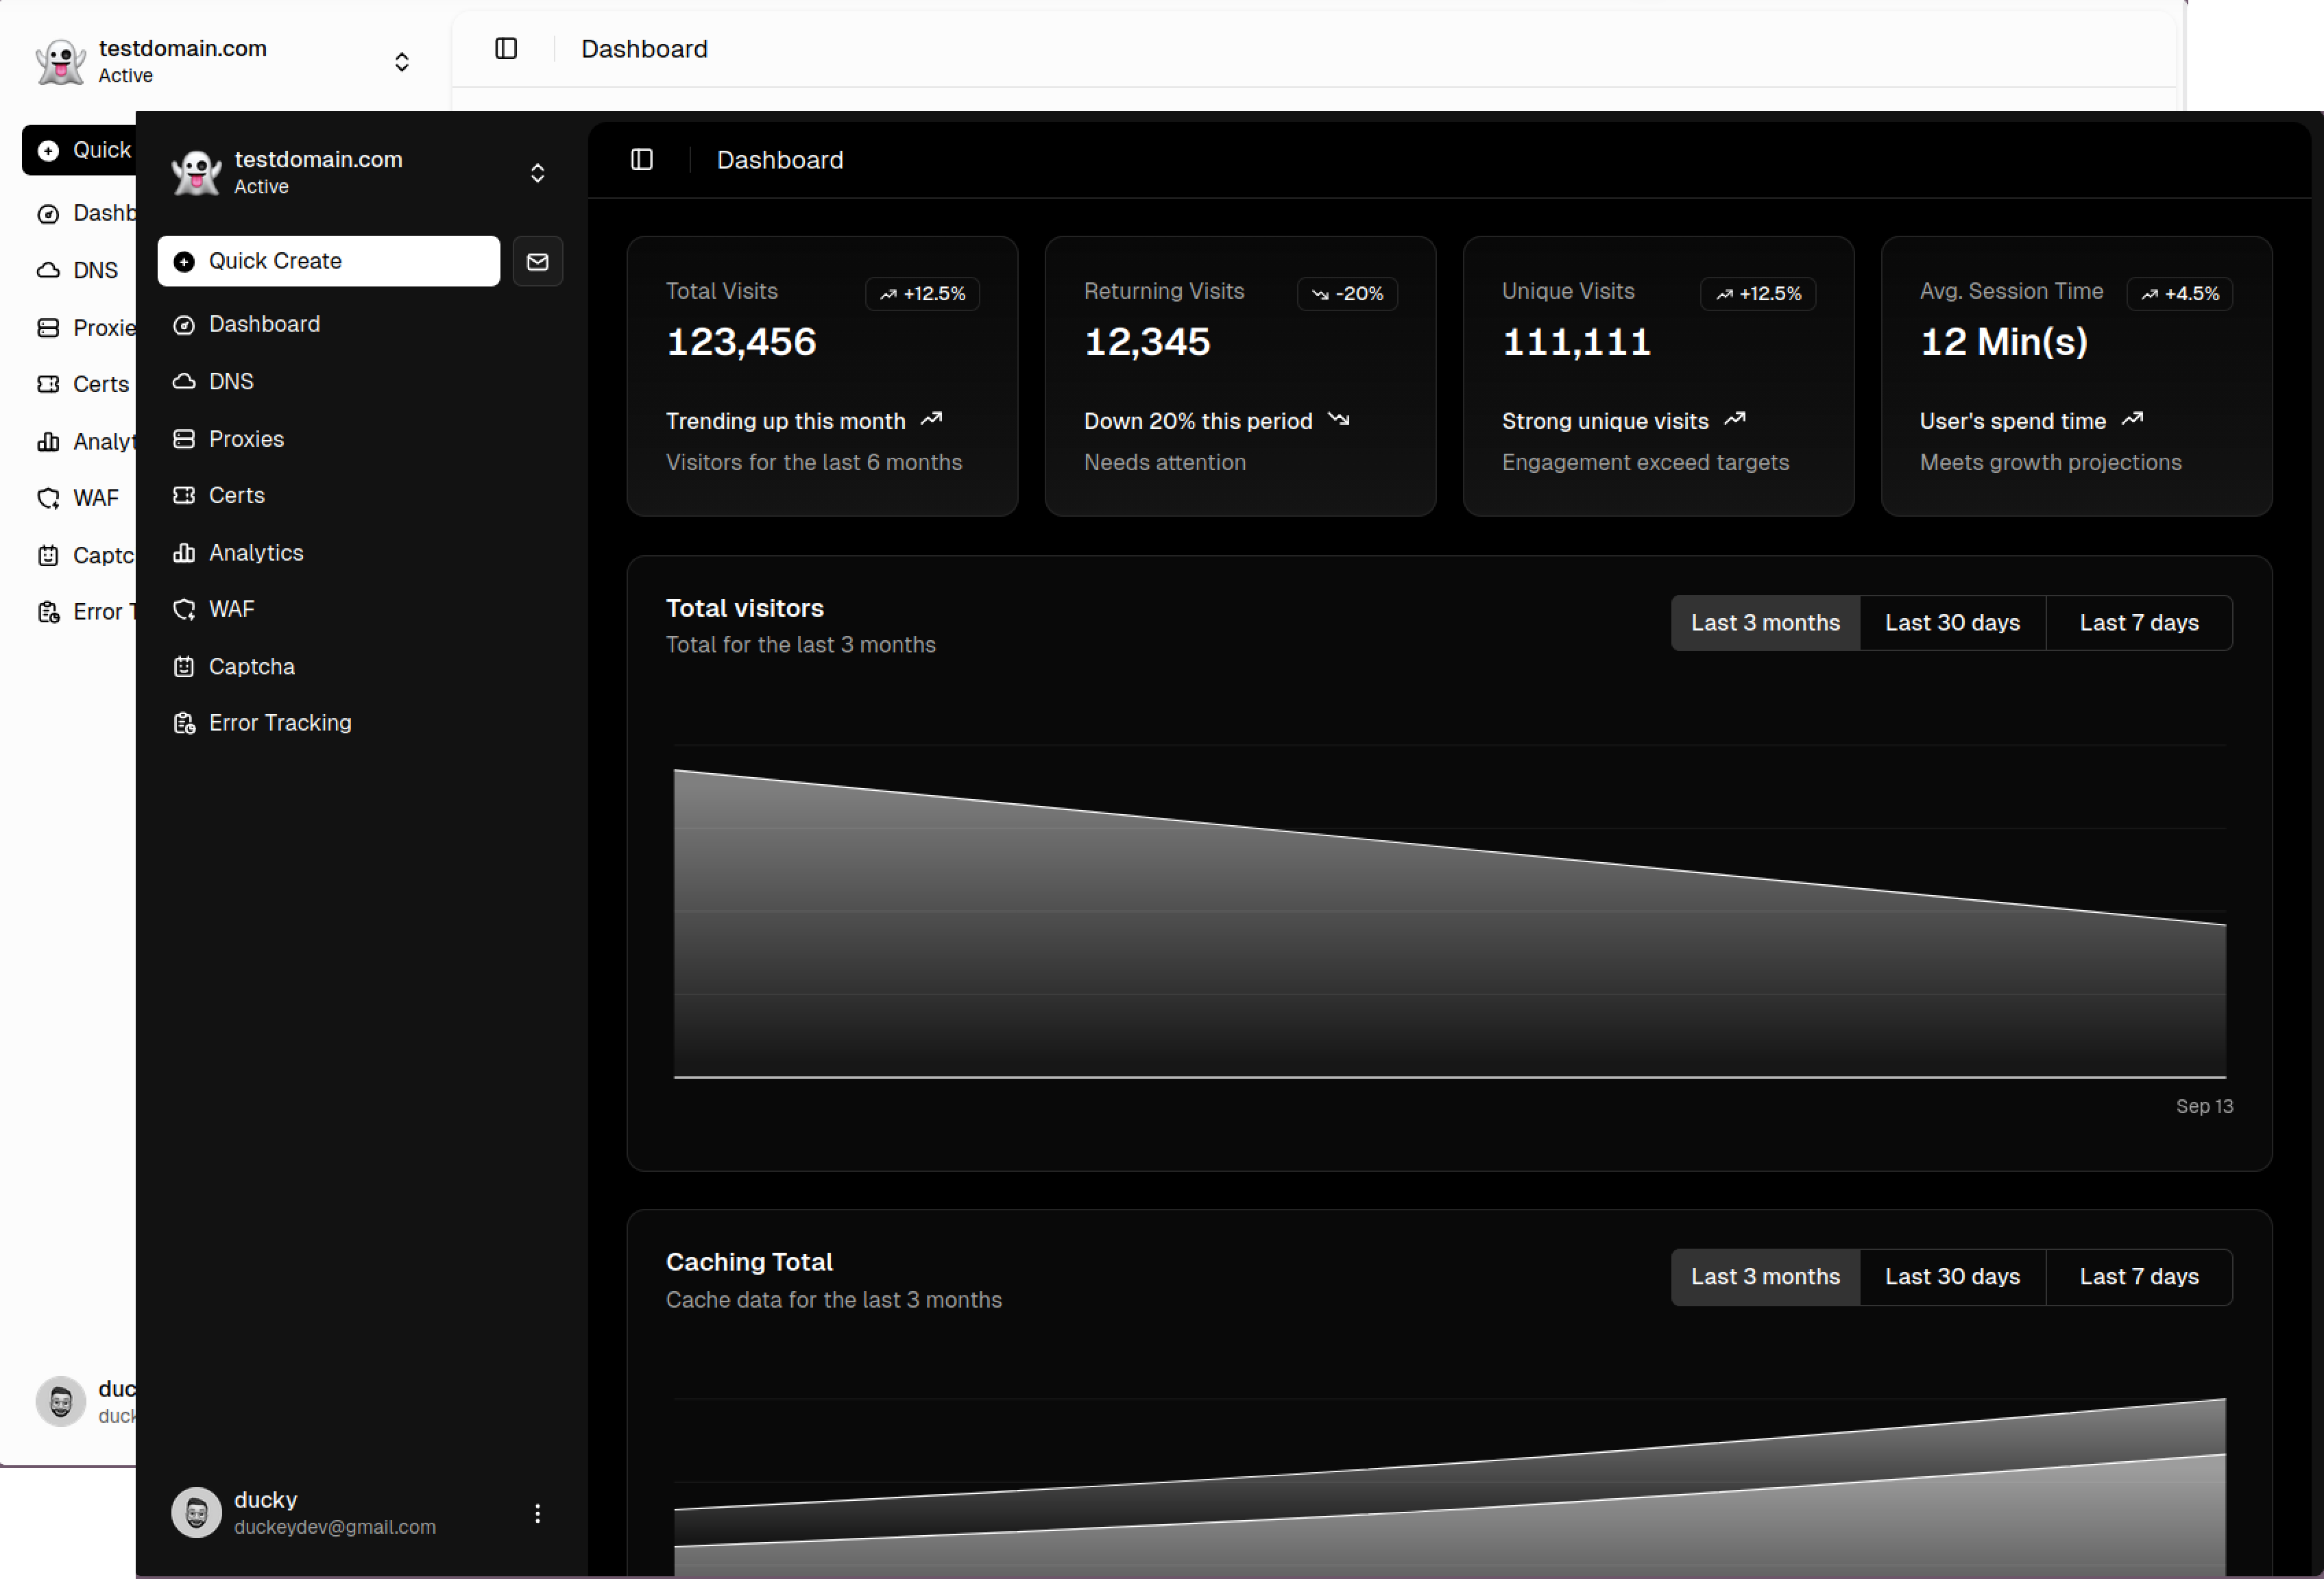 testdomain.com
Active
Dashboard
Quick
Dashb
DNS
Proxie
Certs
Analyt
WAF
Captc
Error T
duc
duck
testdomain.com
Active
Quick Create
Dashboard
DNS
Proxies
Certs
Analytics
WAF
Captcha
Error Tracking
ducky
duckeydev@gmail.com
Dashboard
Total Visits
+12.5%
123,456
Trending up this month
Visitors for the last 6 months
Returning Visits
-20%
12,345
Down 20% this period
Needs attention
Unique Visits
+12.5%
111,111
Strong unique visits
Engagement exceed targets
Avg. Session Time
+4.5%
12 Min(s)
User's spend time
Meets growth projections
Total visitors
Total for the last 3 months
Last 3 months
Last 30 days
Last 7 days
Sep 13
Caching Total
Cache data for the last 3 months
Last 3 months
Last 30 days
Last 7 days